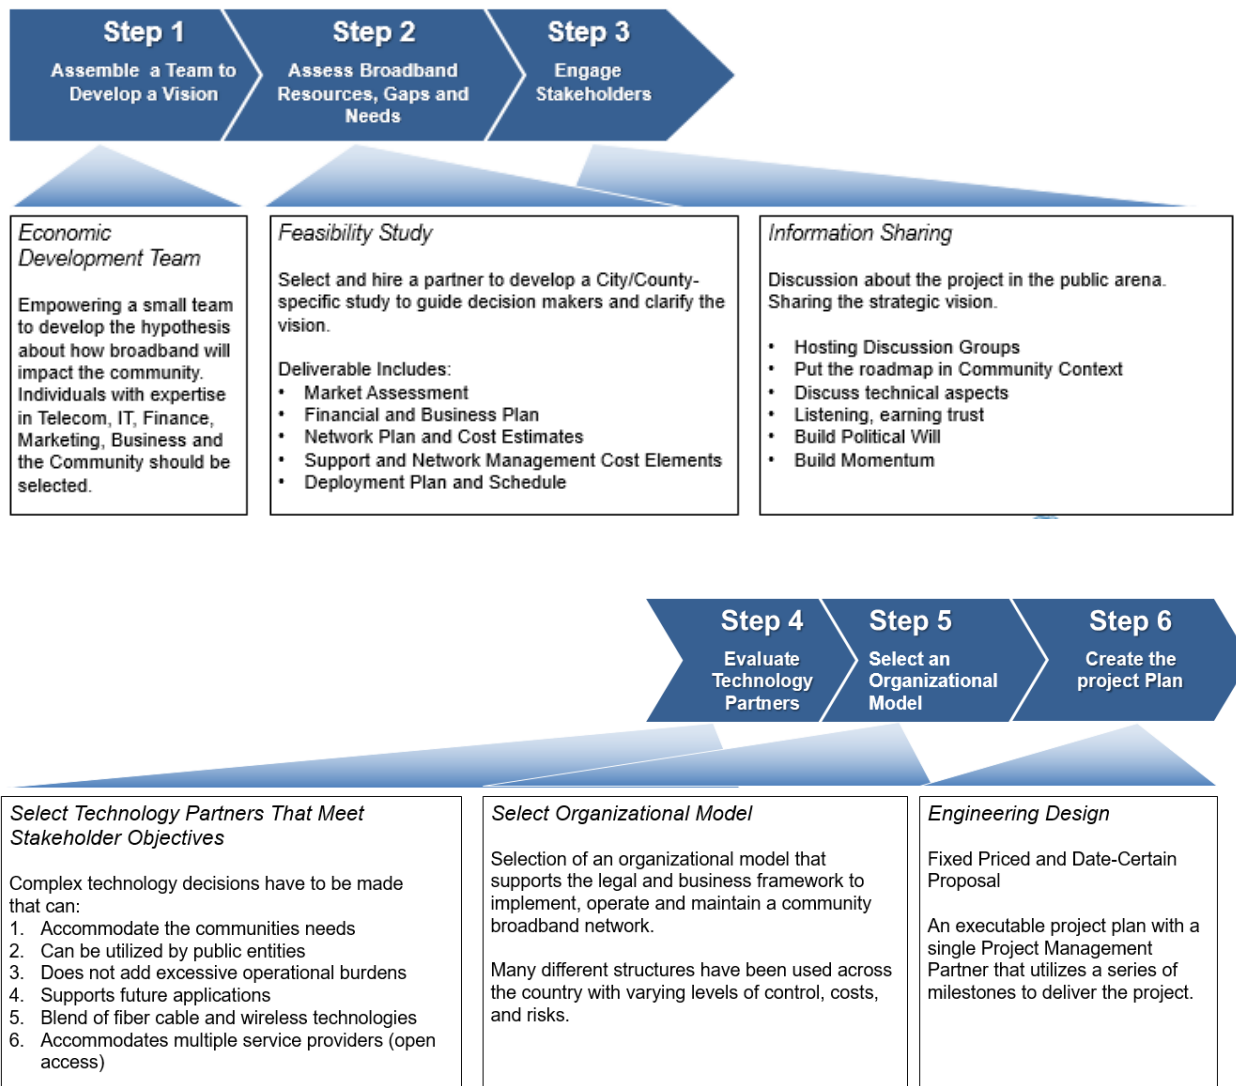 Step 1
Assemble a Team to
Develop a Vision
Step 2
Assess Broadband
Resources, Gaps and
Needs
Step 3
Engage
Stakeholders
Economic
Development Team
Empowering a small team
to develop the hypothesis
about how broadband will
impact the community.
Individuals with expertise
in Telecom, IT, Finance,
Marketing, Business and
the Community should be
selected.
Feasibility Study
Select and hire a partner to develop a City/County-
specific study to guide decision makers and clarify the
vision.
Deliverable Includes:
• Market Assessment
• Financial and Business Plan
• Network Plan and Cost Estimates
• Support and Network Management Cost Elements
• Deployment Plan and Schedule
Information Sharing
Discussion about the project in the public arena.
Sharing the strategic vision.
• Hosting Discussion Groups
• Put the roadmap in Community Context
• Discuss technical aspects
• Listening, earning trust
• Build Political Will
• Build Momentum
Step 4
Evaluate
Technology
Partners
Step 5
Select an
Organizational
Model
Step 6
Create the
project Plan
Select Technology Partners That Meet
Stakeholder Objectives
Complex technology decisions have to be made
that can:
1. Accommodate the communities needs
2. Can be utilized by public entities
3. Does not add excessive operational burdens
4. Supports future applications
5. Blend of fiber cable and wireless technologies
6. Accommodates multiple service providers (open
access)
Select Organizational Model
Selection of an organizational model that
supports the legal and business framework to
implement, operate and maintain a community
broadband network.
Many different structures have been used across
the country with varying levels of control, costs,
and risks.
Engineering Design
Fixed Priced and Date-Certain
Proposal
An executable project plan with a
single Project Management
Partner that utilizes a series of
milestones to deliver the project.